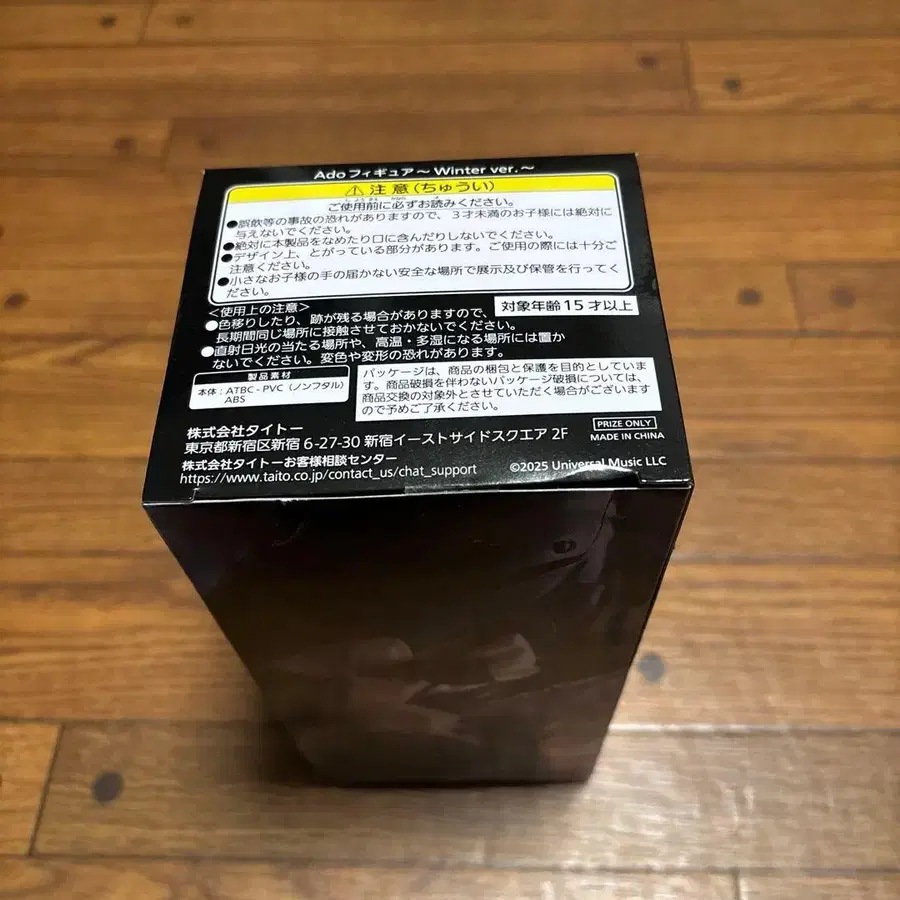 Ado フィギュア～ Winter ver. ～
⚠ 注意(ちゅうい)
ご使用前に必ずお読みください。
●誤飲等の事故の恐れがありますので、3才未満のお子様には絶対に
与えないでください。
●絶対に本製品をなめたり口に含んだりしないでください。
●デザイン上、とがっている部分があります。ご使用の際には十分ご
注意ください。
●小さなお子様の手の届かない安全な場所で展示及び保管を行ってく
ださい。
<使用上の注意>
対象年齢15才以上
●色移りしたり、跡が残る場合がありますので、
長期間同じ場所に接触させておかないでください。
●直射日光の当たる場所や、高温・多湿になる場所には置か
ないでください。変色や変形の恐れがあります。
製品素材
本体：ATBC-PVC（ノンフタル）
ABS
パッケージは、商品の梱包と保護を目的としていま
す。商品破損を伴わないパッケージ破損については、
商品交換の対象外とさせていただく場合がございます
ので予めご了承ください。
株式会社タイトー
東京都新宿区新宿 6-27-30 新宿イーストサイドスクエア 2F
株式会社タイトーお客様相談センター
https://www.taito.co.jp/contact_us/chat_support
PRIZE ONLY
MADE IN CHINA
©2025 Universal Music LLC